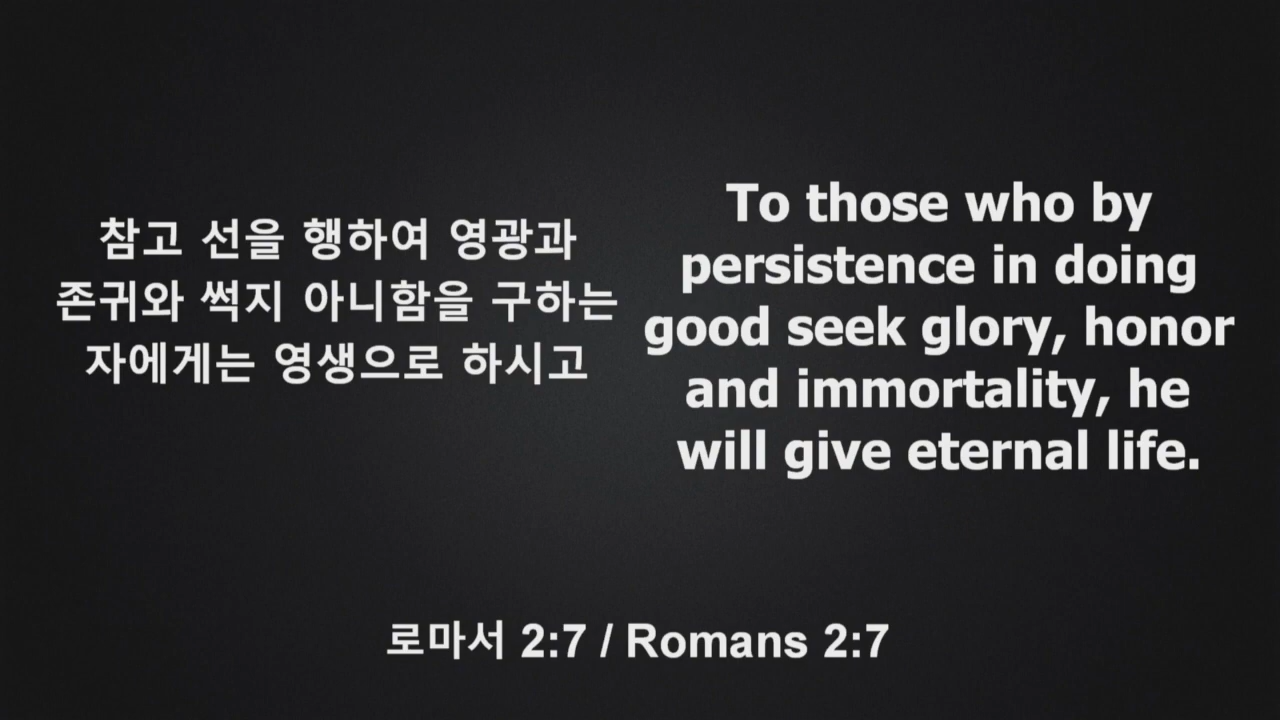 참고 선을 행하여 영광과
존귀와 썩지 아니함을 구하는
자에게는 영생으로 하시고
To those who by
persistence in doing
good seek glory, honor
and immortality, he
will give eternal life.
로마서 2:7 / Romans 2:7